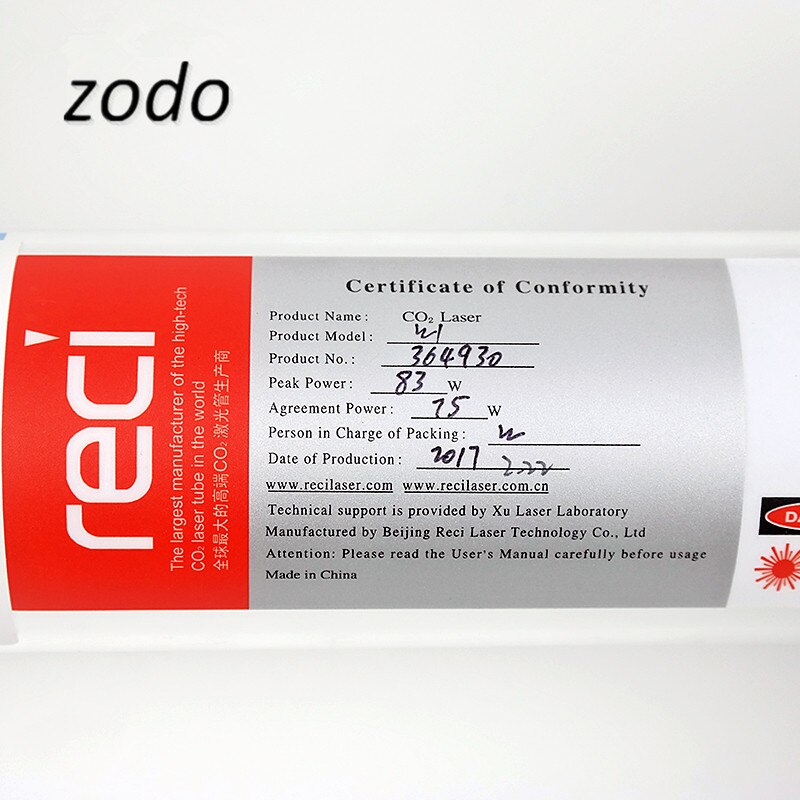 zodo
reci
The largest manufacturer of the high-tech
CO₂ laser tube in the world
全球最大的高端CO₂激光管生产商
Certificate of Conformity
Product Name: CO₂ Laser
Product Model: W1
Product No.: 364930
Peak Power: 83 W
Agreement Power: 75 W
Person in Charge of Packing:
Date of Production: 2017 2.22
www.recilaser.com www.recilaser.com.cn
Technical support is provided by Xu Laser Laboratory
Manufactured by Beijing Reci Laser Technology Co., Ltd
Attention: Please read the User's Manual carefully before usage
Made in China